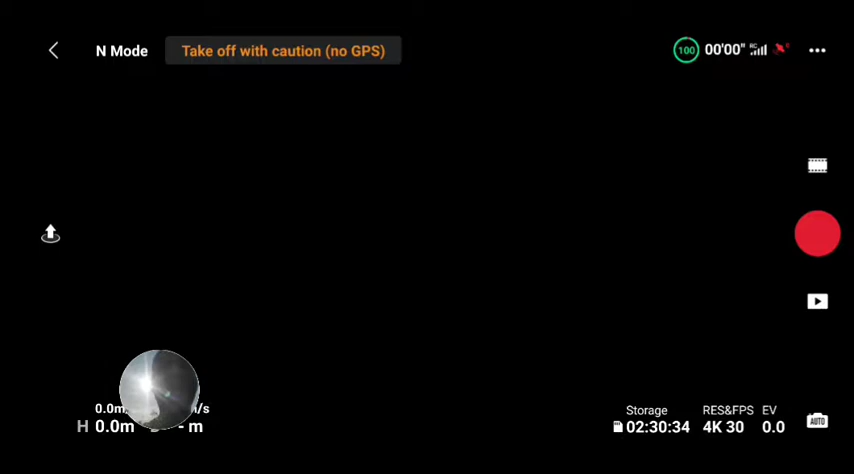 N Mode
Take off with caution (no GPS)
100
00'00"
RC
Storage
RES&FPS
EV
02:30:34
4K 30
0.0
0.0m
/s
H 0.0m
- m
AUTO